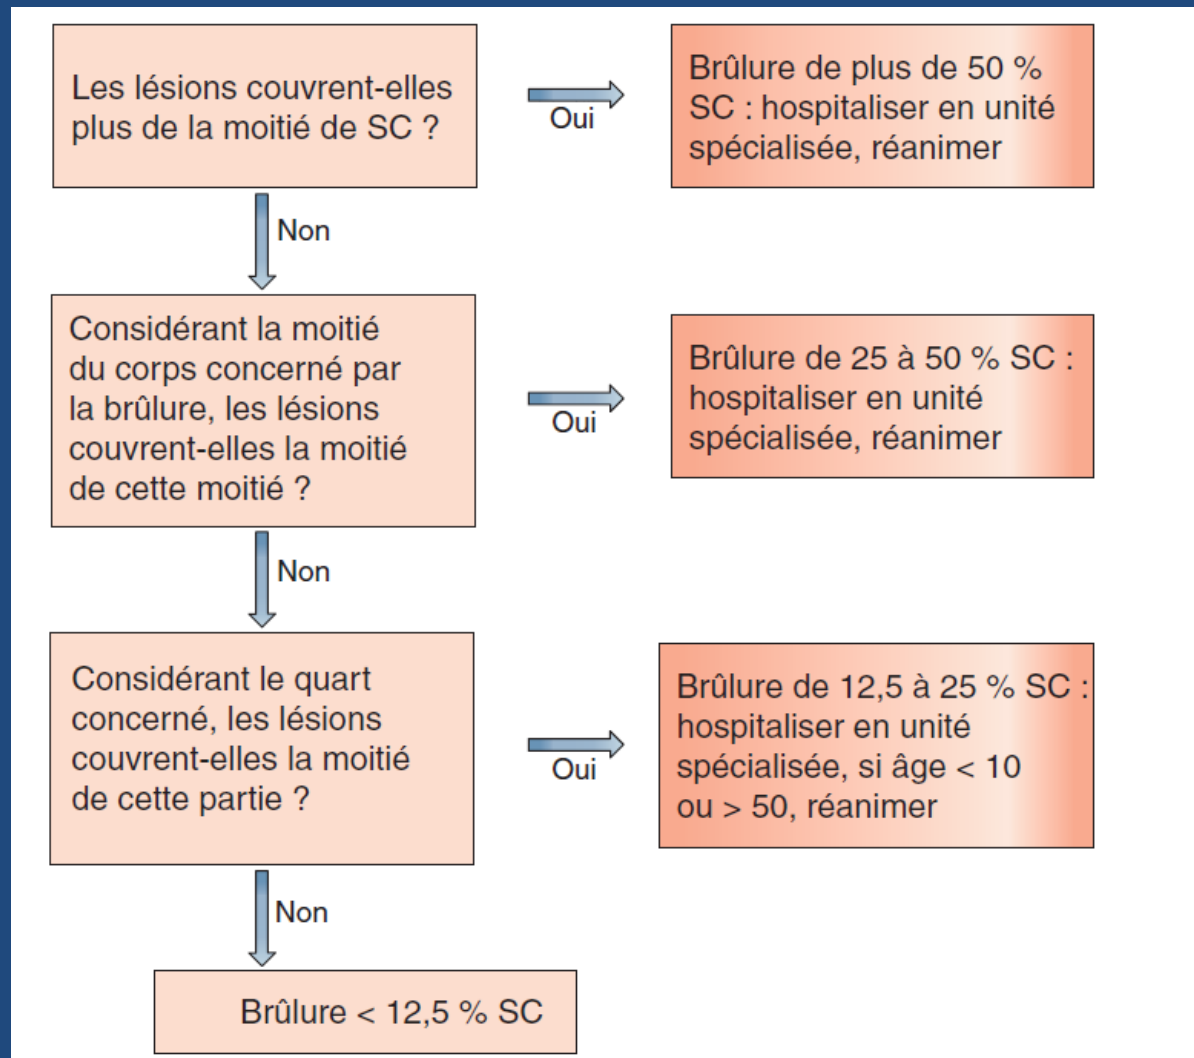 Les lésions couvrent-elles
plus de la moitié de SC ?
Oui
Brûlure de plus de 50 %
SC : hospitaliser en unité
spécialisée, réanimer
Non
Considérant la moitié
du corps concerné par
la brûlure, les lésions
couvrent-elles la moitié
de cette moitié ?
Oui
Brûlure de 25 à 50 % SC :
hospitaliser en unité
spécialisée, réanimer
Non
Considérant le quart
concerné, les lésions
couvrent-elles la moitié
de cette partie ?
Oui
Brûlure de 12,5 à 25 % SC :
hospitaliser en unité
spécialisée, si âge < 10
ou > 50, réanimer
Non
Brûlure < 12,5 % SC